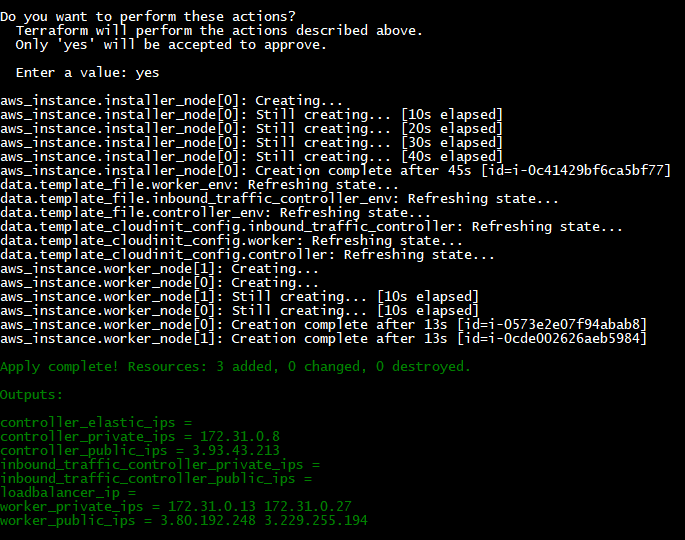 Do you want to perform these actions?
  Terraform will perform the actions described above.
  Only 'yes' will be accepted to approve.

  Enter a value: yes

aws_instance.installer_node[0]: Creating...
aws_instance.installer_node[0]: Still creating... [10s elapsed]
aws_instance.installer_node[0]: Still creating... [20s elapsed]
aws_instance.installer_node[0]: Still creating... [30s elapsed]
aws_instance.installer_node[0]: Still creating... [40s elapsed]
aws_instance.installer_node[0]: Creation complete after 45s [id=i-0c41429bf6ca5bf77]
data.template_file.worker_env: Refreshing state...
data.template_file.inbound_traffic_controller_env: Refreshing state...
data.template_file.controller_env: Refreshing state...
data.template_cloudinit_config.inbound_traffic_controller: Refreshing state...
data.template_cloudinit_config.worker: Refreshing state...
data.template_cloudinit_config.controller: Refreshing state...
aws_instance.worker_node[1]: Creating...
aws_instance.worker_node[0]: Creating...
aws_instance.worker_node[1]: Still creating... [10s elapsed]
aws_instance.worker_node[0]: Still creating... [10s elapsed]
aws_instance.worker_node[0]: Creation complete after 13s [id=i-0573e2e07f94abab8]
aws_instance.worker_node[1]: Creation complete after 13s [id=i-0cde002626aeb5984]

Apply complete! Resources: 3 added, 0 changed, 0 destroyed.

Outputs:

controller_elastic_ips =
controller_private_ips = 172.31.0.8
controller_public_ips = 3.93.43.213
inbound_traffic_controller_private_ips =
inbound_traffic_controller_public_ips =
loadbalancer_ip =
worker_private_ips = 172.31.0.13 172.31.0.27
worker_public_ips = 3.80.192.248 3.229.255.194